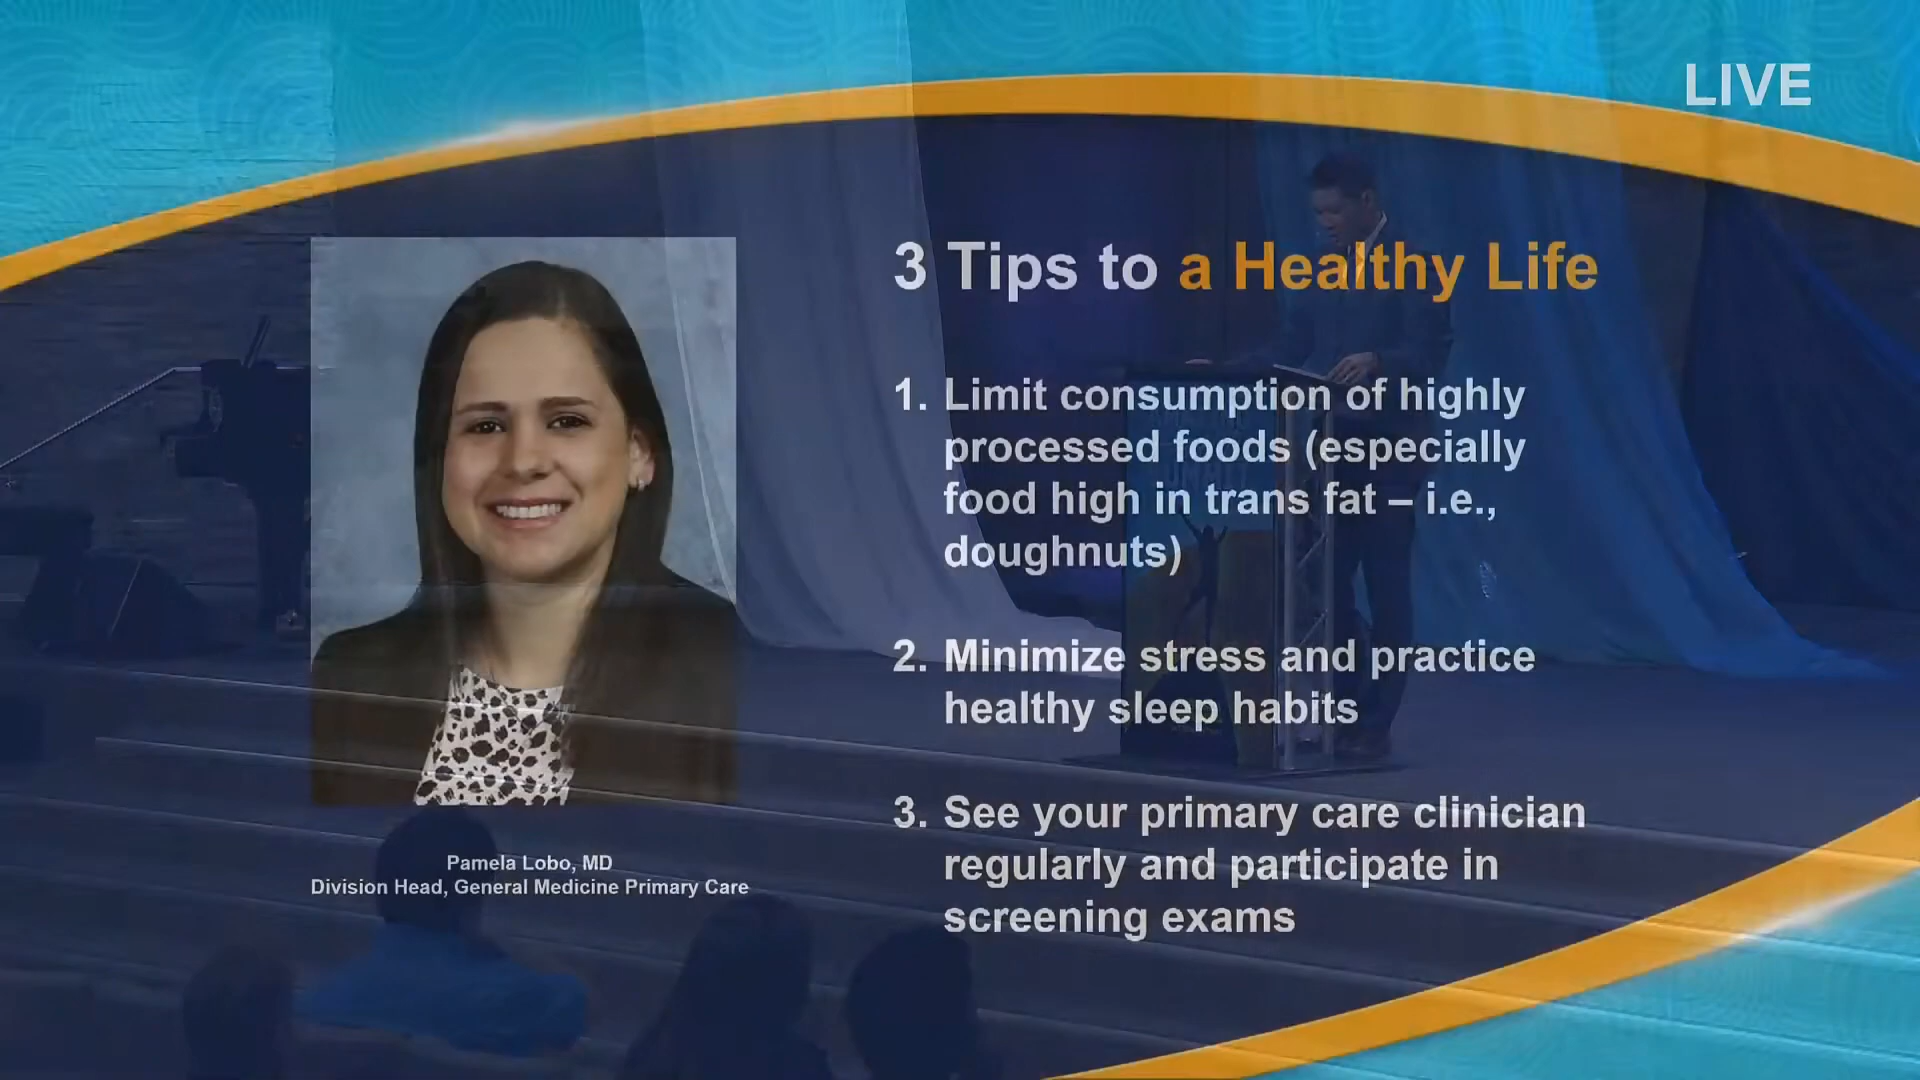 LIVE
3 Tips to a Healthy Life
1. Limit consumption of highly
processed foods (especially
food high in trans fat – i.e.,
doughnuts)
2. Minimize stress and practice
healthy sleep habits
3. See your primary care clinician
regularly and participate in
screening exams
Pamela Lobo, MD
Division Head, General Medicine Primary Care